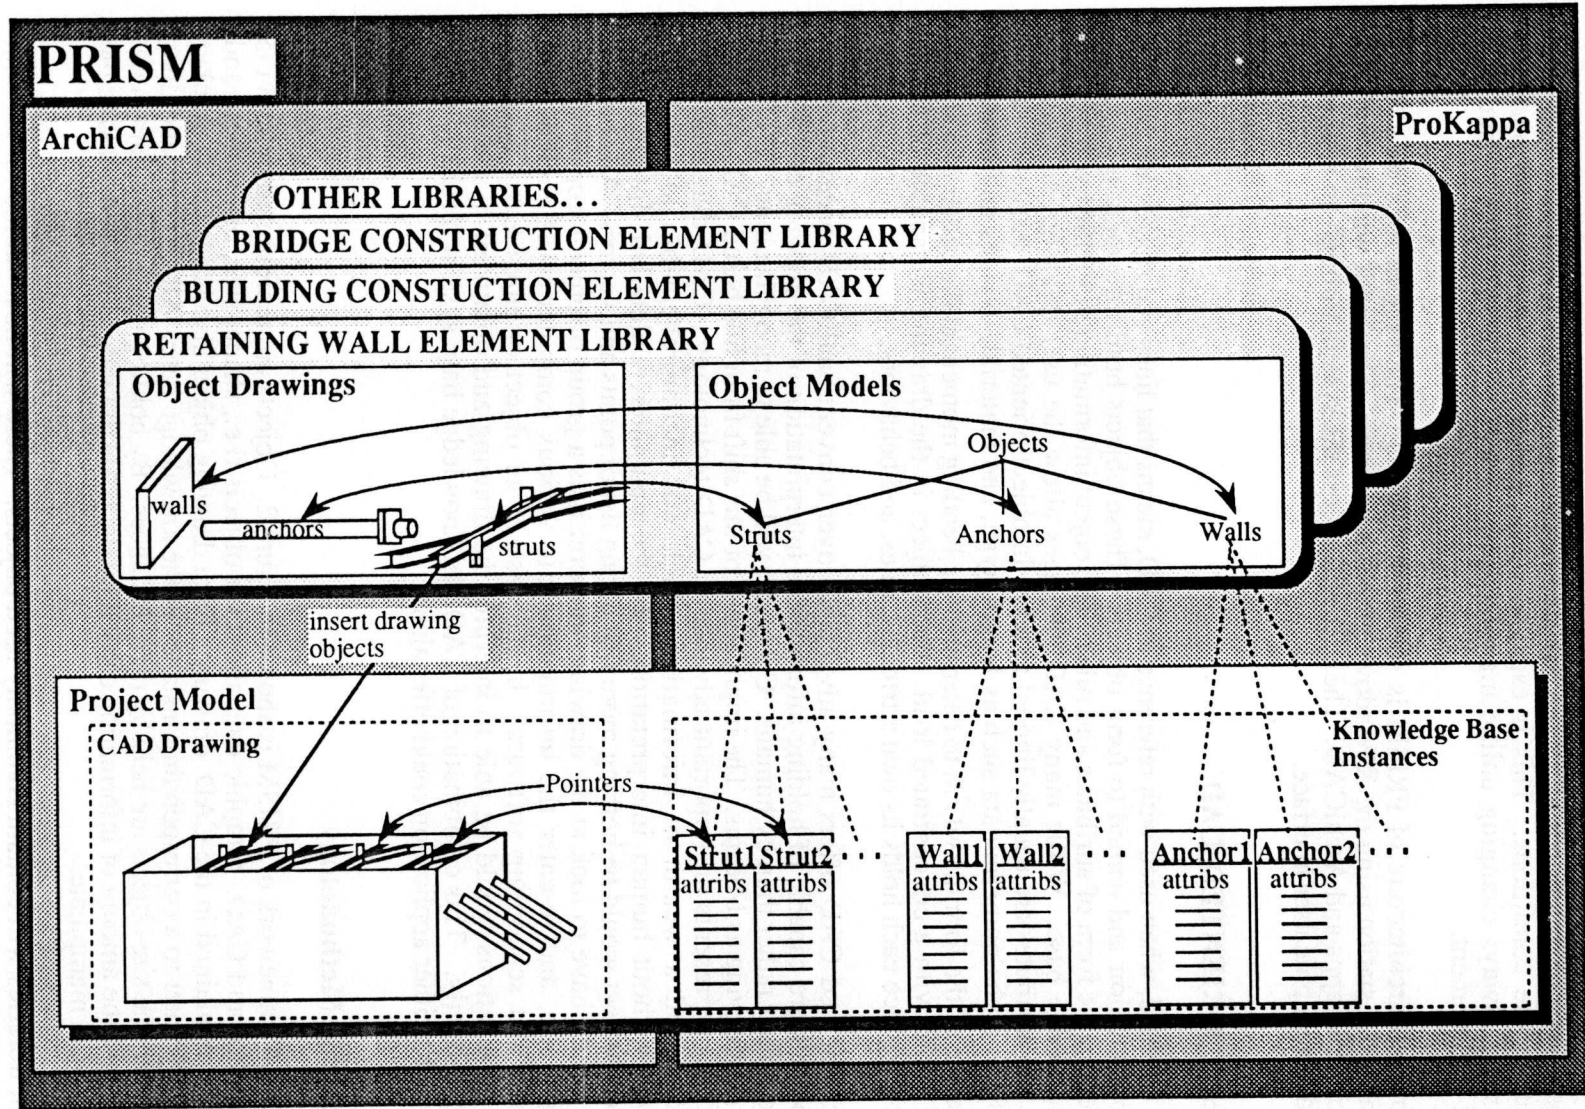 PRISM
ArchiCAD
ProKappa
OTHER LIBRARIES. . .
BRIDGE CONSTRUCTION ELEMENT LIBRARY
BUILDING CONSTUCTION ELEMENT LIBRARY
RETAINING WALL ELEMENT LIBRARY
Object Drawings
walls
anchors
struts
Object Models
Objects
Struts
Anchors
Walls
insert drawing
objects
Project Model
CAD Drawing
Pointers
Knowledge Base
Instances
Strut1 Strut2 . . .
attribs attribs
Wall1 Wall2 . . .
attribs attribs
Anchor1 Anchor2 . . .
attribs attribs